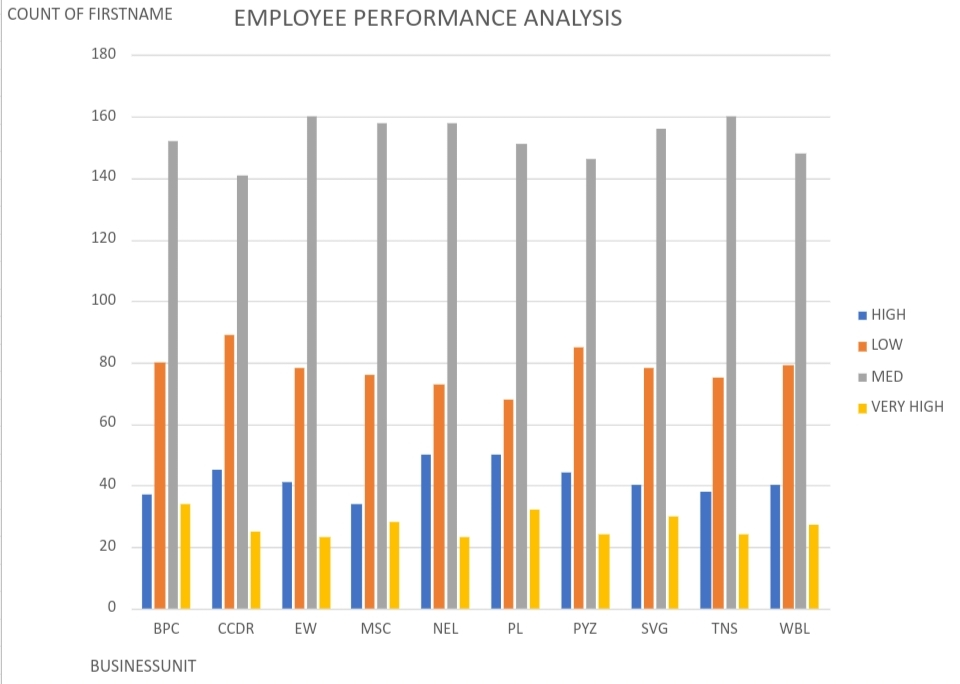 COUNT OF FIRSTNAME
EMPLOYEE PERFORMANCE ANALYSIS
180
160
140
120
100
80
60
40
20
0
BPC CCDR EW MSC NEL PL PYZ SVG TNS WBL
BUSINESSUNIT
HIGH
LOW
MED
VERY HIGH